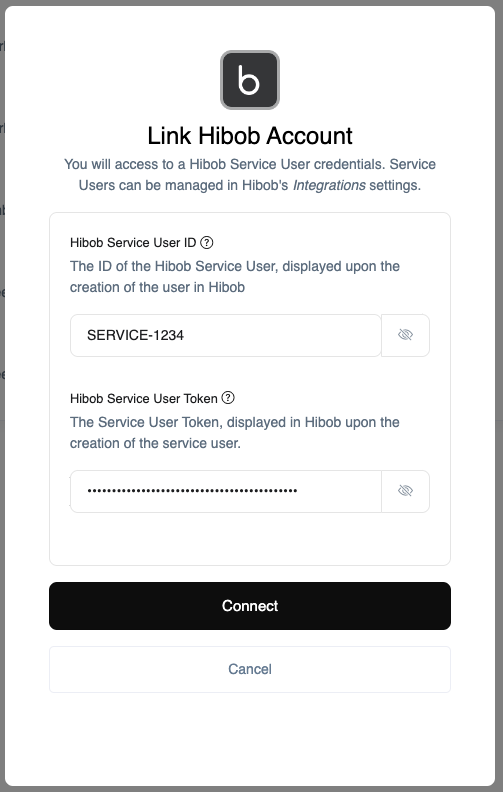 b
Link Hibob Account
You will access to a Hibob Service User credentials. Service
Users can be managed in Hibob's Integrations settings.
Hibob Service User ID ?
The ID of the Hibob Service User, displayed upon the
creation of the user in Hibob
SERVICE-1234
Hibob Service User Token ?
The Service User Token, displayed in Hibob upon the
creation of the service user.
•••••••••••••••••••••••••••••••••••••••••••
Connect
Cancel